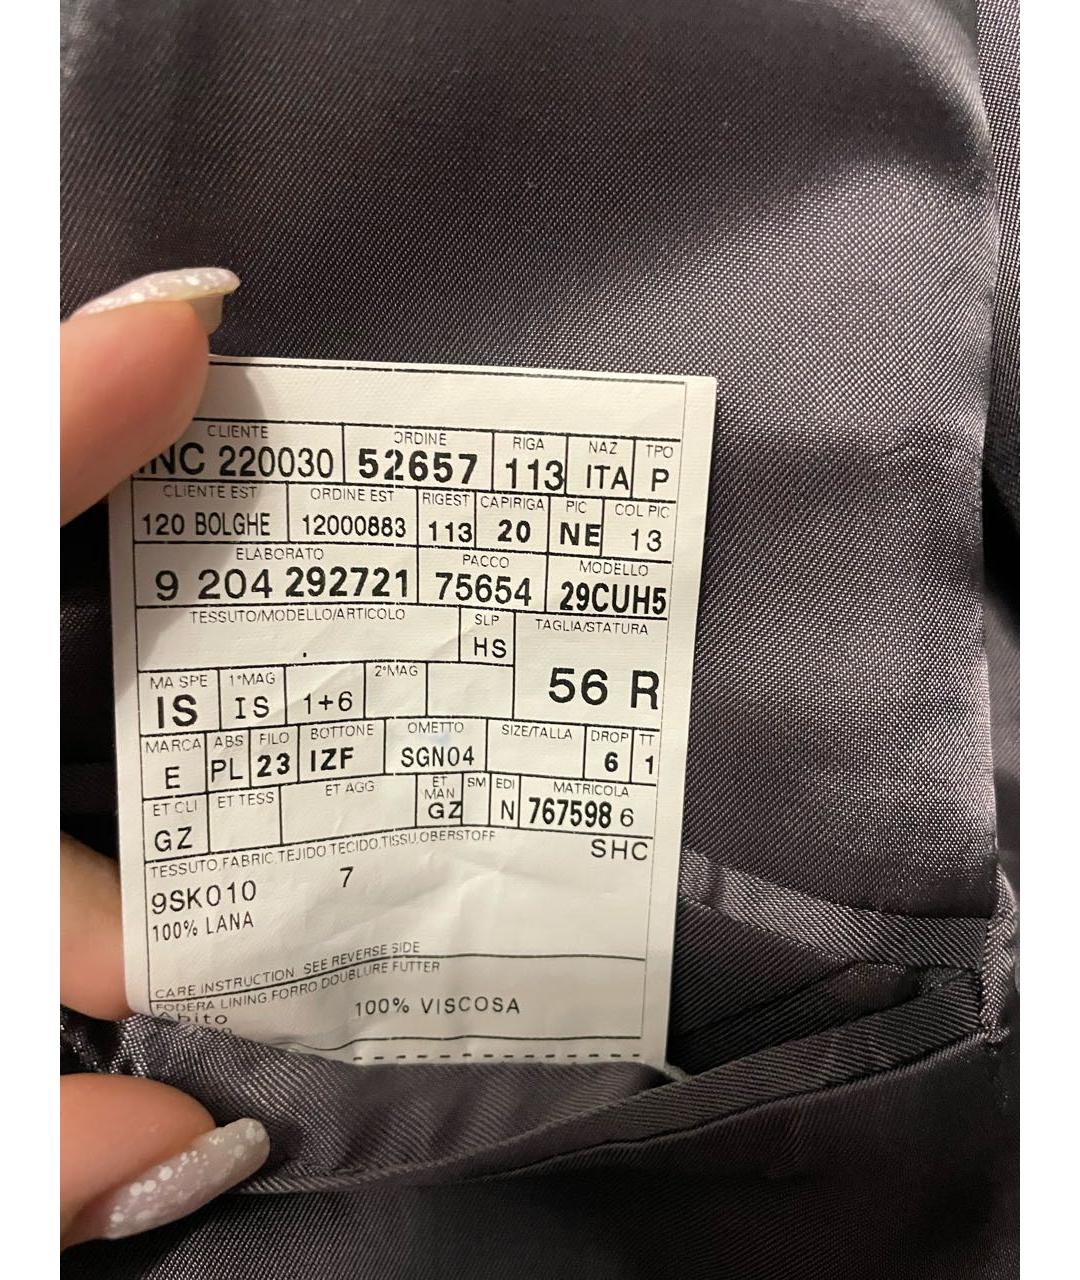 CLIENTE ORDINE RIGA NAZ TPO
INC 220030 52657 113 ITA P
CLIENTE EST ORDINE EST RIGEST CAPIRIGA PIC COL PIC
120 BOLGHE 12000883 113 20 NE 13
ELABORATO PACCO MODELLO
9 204 292721 75654 29CUH5
TESSUTO/MODELLO/ARTICOLO SLP TAGLIA/STATURA
. HS
56 R
MA SPE 1°MAG 2°MAG
IS IS 1+6
MARCA ABS FILO BOTTONE OMETTO SIZE/TALLA DROP TT
E PL 23 IZF SGN04 6 1
ET CLI ET TESS ET AGG ET MAN SM EDI MATRICOLA
GZ GZ N 767598 6
TESSUTO,FABRIC,TEJIDO,TECIDO,TISSU,OBERSTOFF SHC
9SK010 7
100% LANA
CARE INSTRUCTION SEE REVERSE SIDE
FODERA LINING,FORRO,DOUBLURE FUTTER
Abito 100% VISCOSA